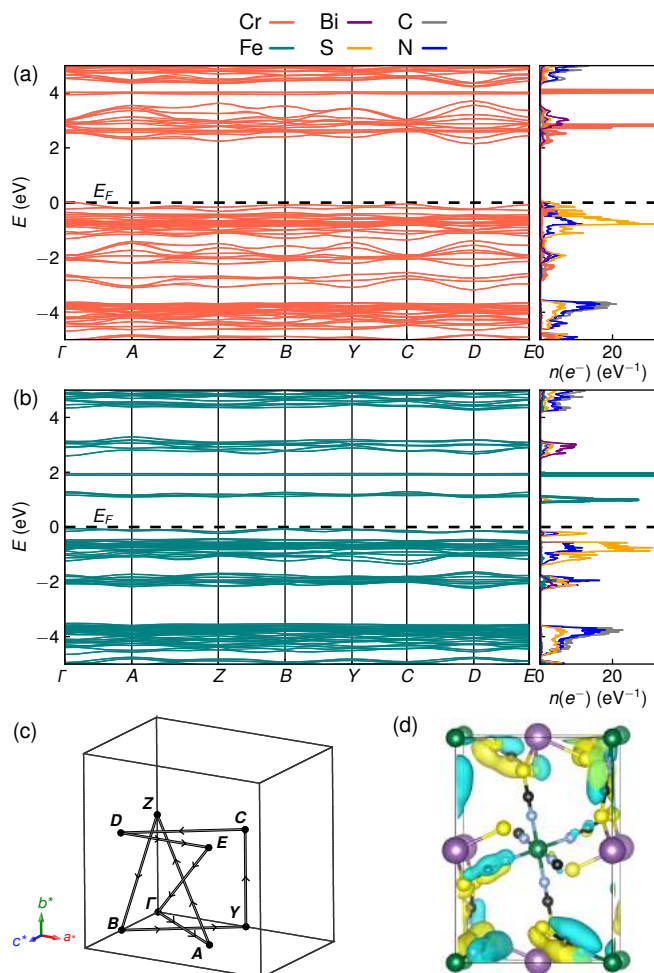 Cr Bi C
Fe S N
(a)
4
2
0
−2
−4
E (eV)
E_F
Γ A Z B Y C D E
0 20
n(e⁻) (eV⁻¹)
(b)
4
2
0
−2
−4
E (eV)
E_F
Γ A Z B Y C D E
0 20
n(e⁻) (eV⁻¹)
(c)
(d)
Z
D
C
E
Γ
B
Y
A
b*
c*
a*